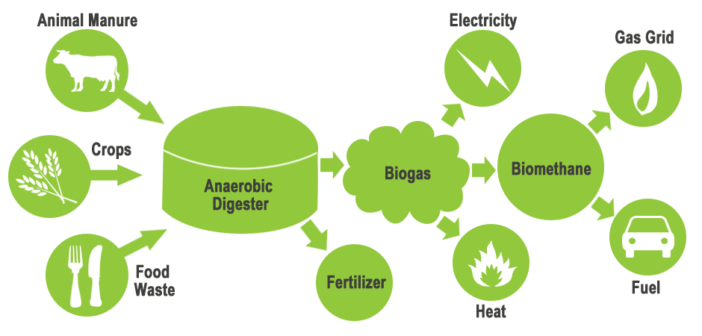 Animal Manure
Electricity
Gas Grid
Crops
Anaerobic
Digester
Biogas
Biomethane
Food
Waste
Fertilizer
Heat
Fuel